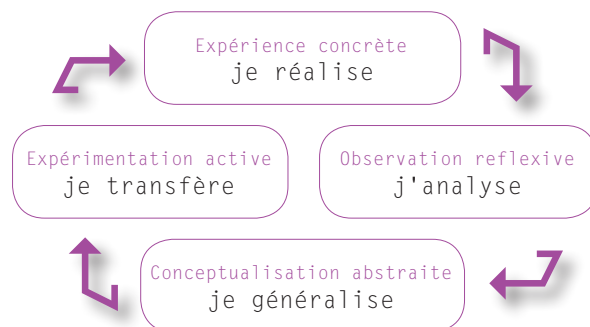 Expérience concrète
je réalise
Expérimentation active
je transfère
Observation reflexive
j'analyse
Conceptualisation abstraite
je généralise